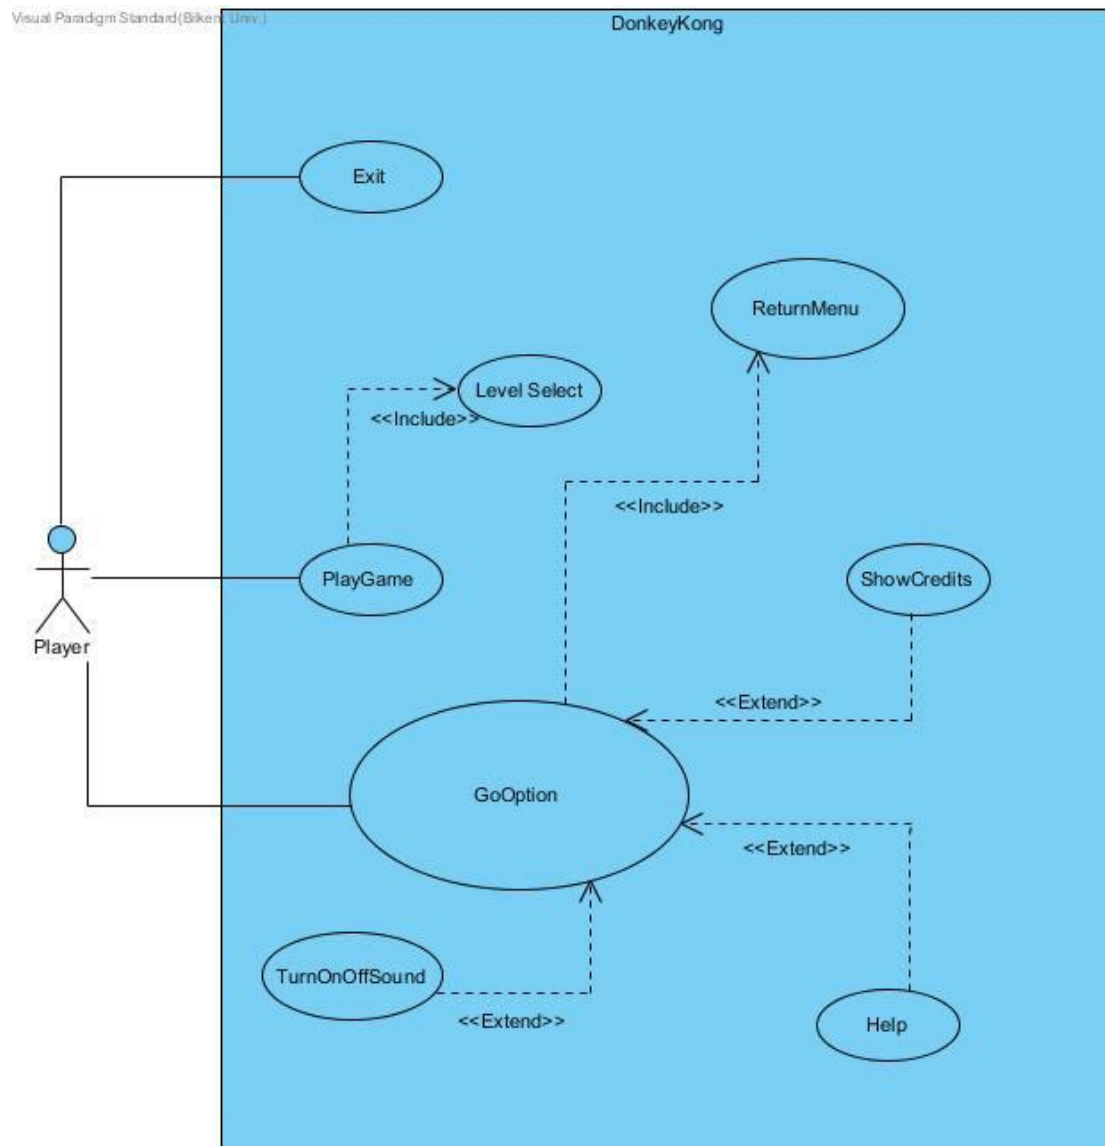 Visual Paradigm Standard(Bilkent Univ.)
DonkeyKong
Exit
ReturnMenu
Level Select
<<Include>>
<<Include>>
PlayGame
ShowCredits
Player
<<Extend>>
GoOption
<<Extend>>
TurnOnOffSound
<<Extend>>
Help